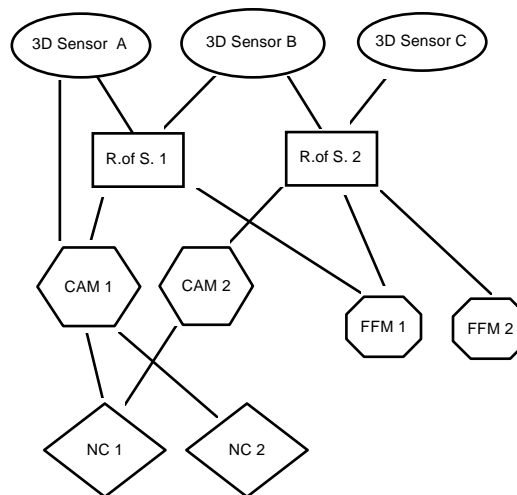 3D Sensor A
3D Sensor B
3D Sensor C
R.of S. 1
R.of S. 2
CAM 1
CAM 2
FFM 1
FFM 2
NC 1
NC 2